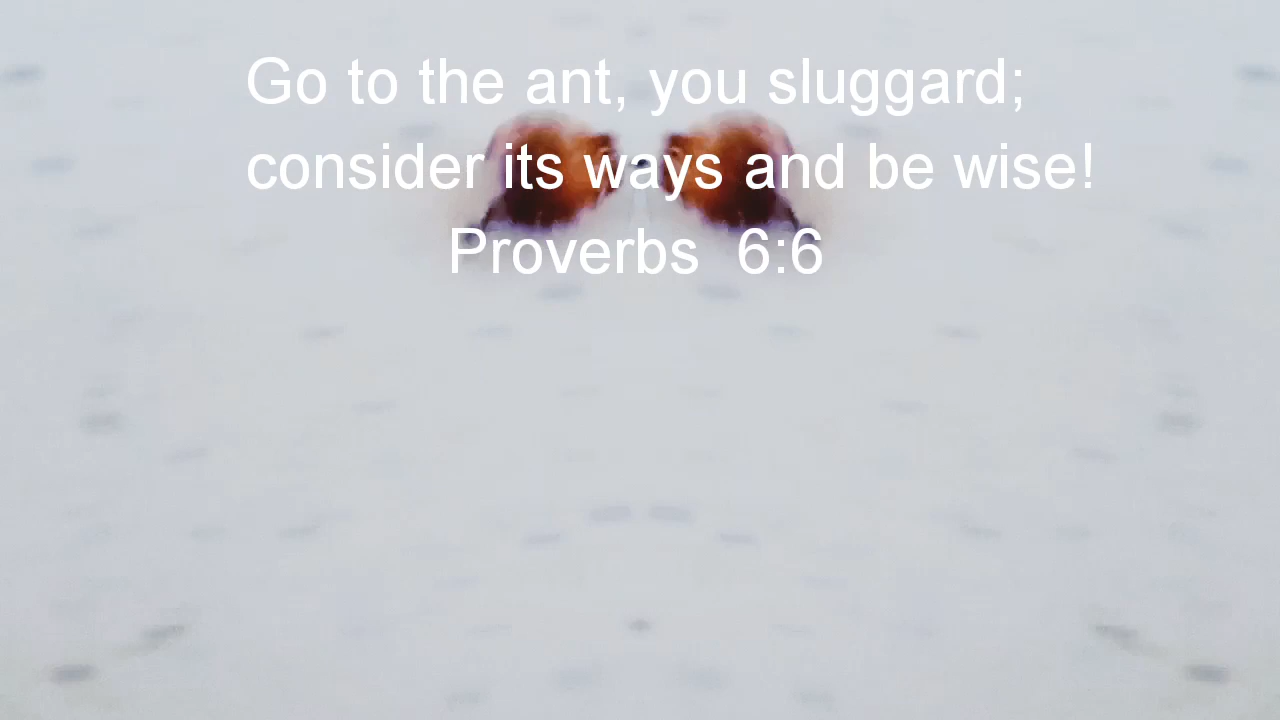 Go to the ant, you sluggard;
consider its ways and be wise!
Proverbs  6:6